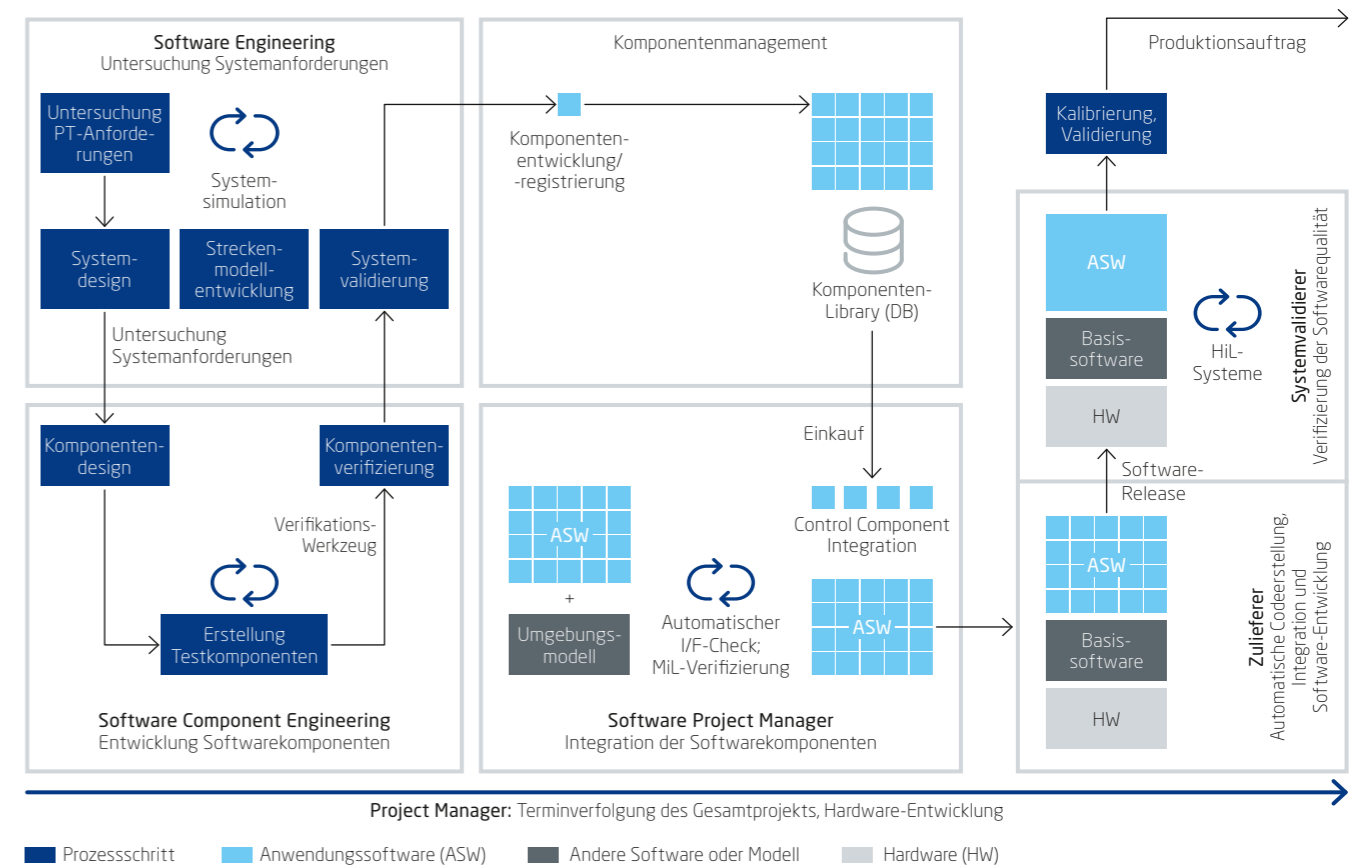 Software Engineering
Untersuchung Systemanforderungen
Untersuchung
PT-Anforde-
rungen
System-
simulation
System-
design
Strecken-
modell-
entwicklung
System-
validierung
Untersuchung
Systemanforderungen
Komponenten-
design
Komponenten-
verifizierung
Verifikations-
Werkzeug
Erstellung
Testkomponenten
Software Component Engineering
Entwicklung Softwarekomponenten
Komponentenmanagement
Komponenten-
entwicklung/
-registrierung
Komponenten-
Library (DB)
Einkauf
ASW
+
Umgebungs-
modell
Automatischer
I/F-Check;
MiL-Verifizierung
Control Component
Integration
ASW
Software Project Manager
Integration der Softwarekomponenten
Produktionsauftrag
Kalibrierung,
Validierung
ASW
Basis-
software
HW
HiL-
Systeme
Systemvalidierer
Verifizierung der Softwarequalität
Software-
Release
ASW
Basis-
software
HW
Zulieferer
Automatische Codeerstellung,
Integration und
Software-Entwicklung
Project Manager: Terminverfolgung des Gesamtprojekts, Hardware-Entwicklung
Prozessschritt
Anwendungssoftware (ASW)
Andere Software oder Modell
Hardware (HW)